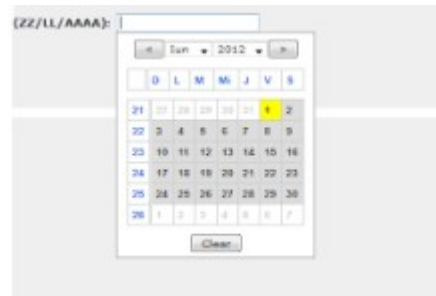 (ZZ/LL/AAAA):
« Iun 2012 »
D L M Mi J V S
21 27 28 29 30 31 1 2
22 3 4 5 6 7 8 9
23 10 11 12 13 14 15 16
24 17 18 19 20 21 22 23
25 24 25 26 27 28 29 30
26 1 2 3 4 5 6 7
Clear